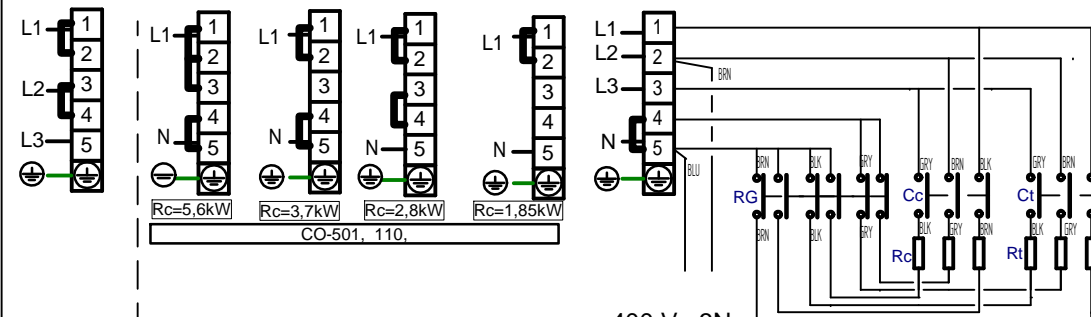 L1
L2
L3
1
2
3
4
5
L1
N
1
2
3
4
5
Rc=5,6kW
L1
N
1
2
3
4
5
Rc=3,7kW
L1
N
1
2
3
4
5
Rc=2,8kW
L1
N
1
2
3
4
5
Rc=1,85kW
CO-501, 110,
L1
L2
L3
N
1
2
3
4
5
BRN
BLU
BRN
BLK
GRY
GRY
BRN
BLK
GRY
RG
Cc
Ct
BRN
BLK
GRY
BLK
GRY
BRN
BLK
GRY
Rc
Rt